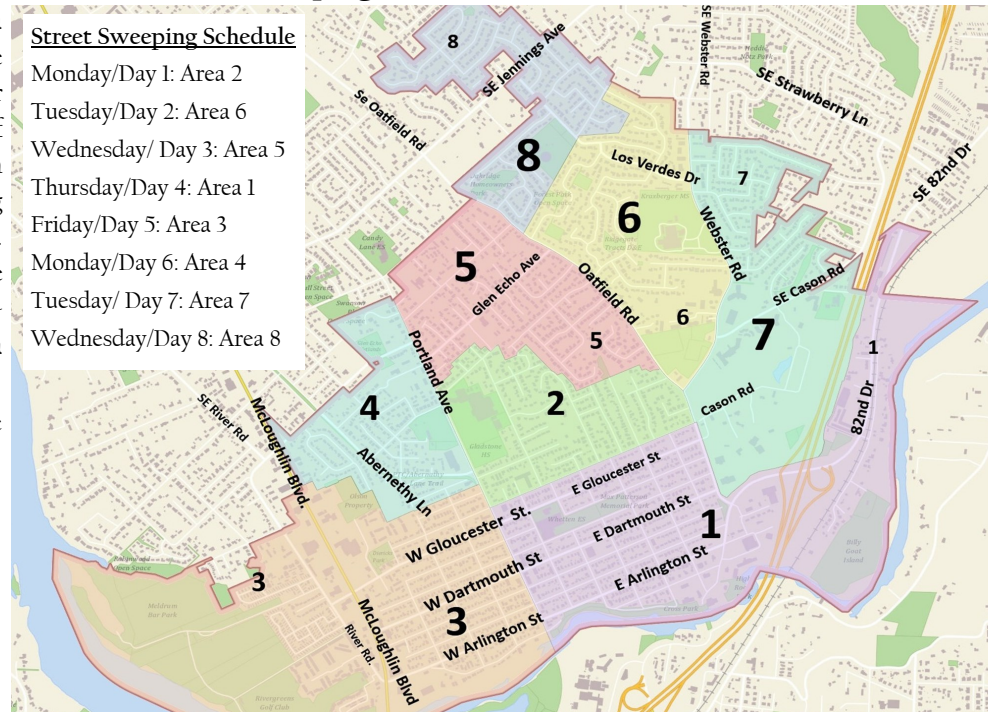 Street Sweeping Schedule
Monday/Day 1: Area 2
Tuesday/Day 2: Area 6
Wednesday/ Day 3: Area 5
Thursday/Day 4: Area 1
Friday/Day 5: Area 3
Monday/Day 6: Area 4
Tuesday/ Day 7: Area 7
Wednesday/Day 8: Area 8
8
SE Jennings Ave
SE Webster Rd
SE Strawberry Ln
Se Oatfield Rd
8
Los Verdes Dr
7
SE 82nd Dr
6
Webster Rd
5
Glen Echo Ave
Oatfield Rd
SE Cason Rd
6
7
5
1
Portland Ave
4
2
Cason Rd
82nd Dr
SE River Rd
McLoughlin Blvd.
Abernethy Ln
E Gloucester St
W Gloucester St.
E Dartmouth St
1
W Dartmouth St
E Arlington St
3
3
McLoughlin Blvd
River Rd.
W Arlington St
Meldrum
Bar Park
Billy
Goat
Island